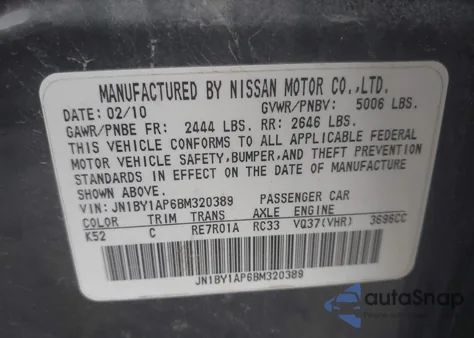 MANUFACTURED BY NISSAN MOTOR CO.,LTD.
DATE: 02/10 GVWR/PNBV: 5006 LBS.
GAWR/PNBE FR: 2444 LBS. RR: 2646 LBS.
THIS VEHICLE CONFORMS TO ALL APPLICABLE FEDERAL
MOTOR VEHICLE SAFETY,BUMPER,AND THEFT PREVENTION
STANDARDS IN EFFECT ON THE DATE OF MANUFACTURE
SHOWN ABOVE.
VIN: JN1BY1AP6BM320389 PASSENGER CAR
COLOR TRIM TRANS AXLE ENGINE
K52 C RE7R01A RC33 VQ37(VHR) 3696CC
JN1BY1AP6BM320389
autaSnap